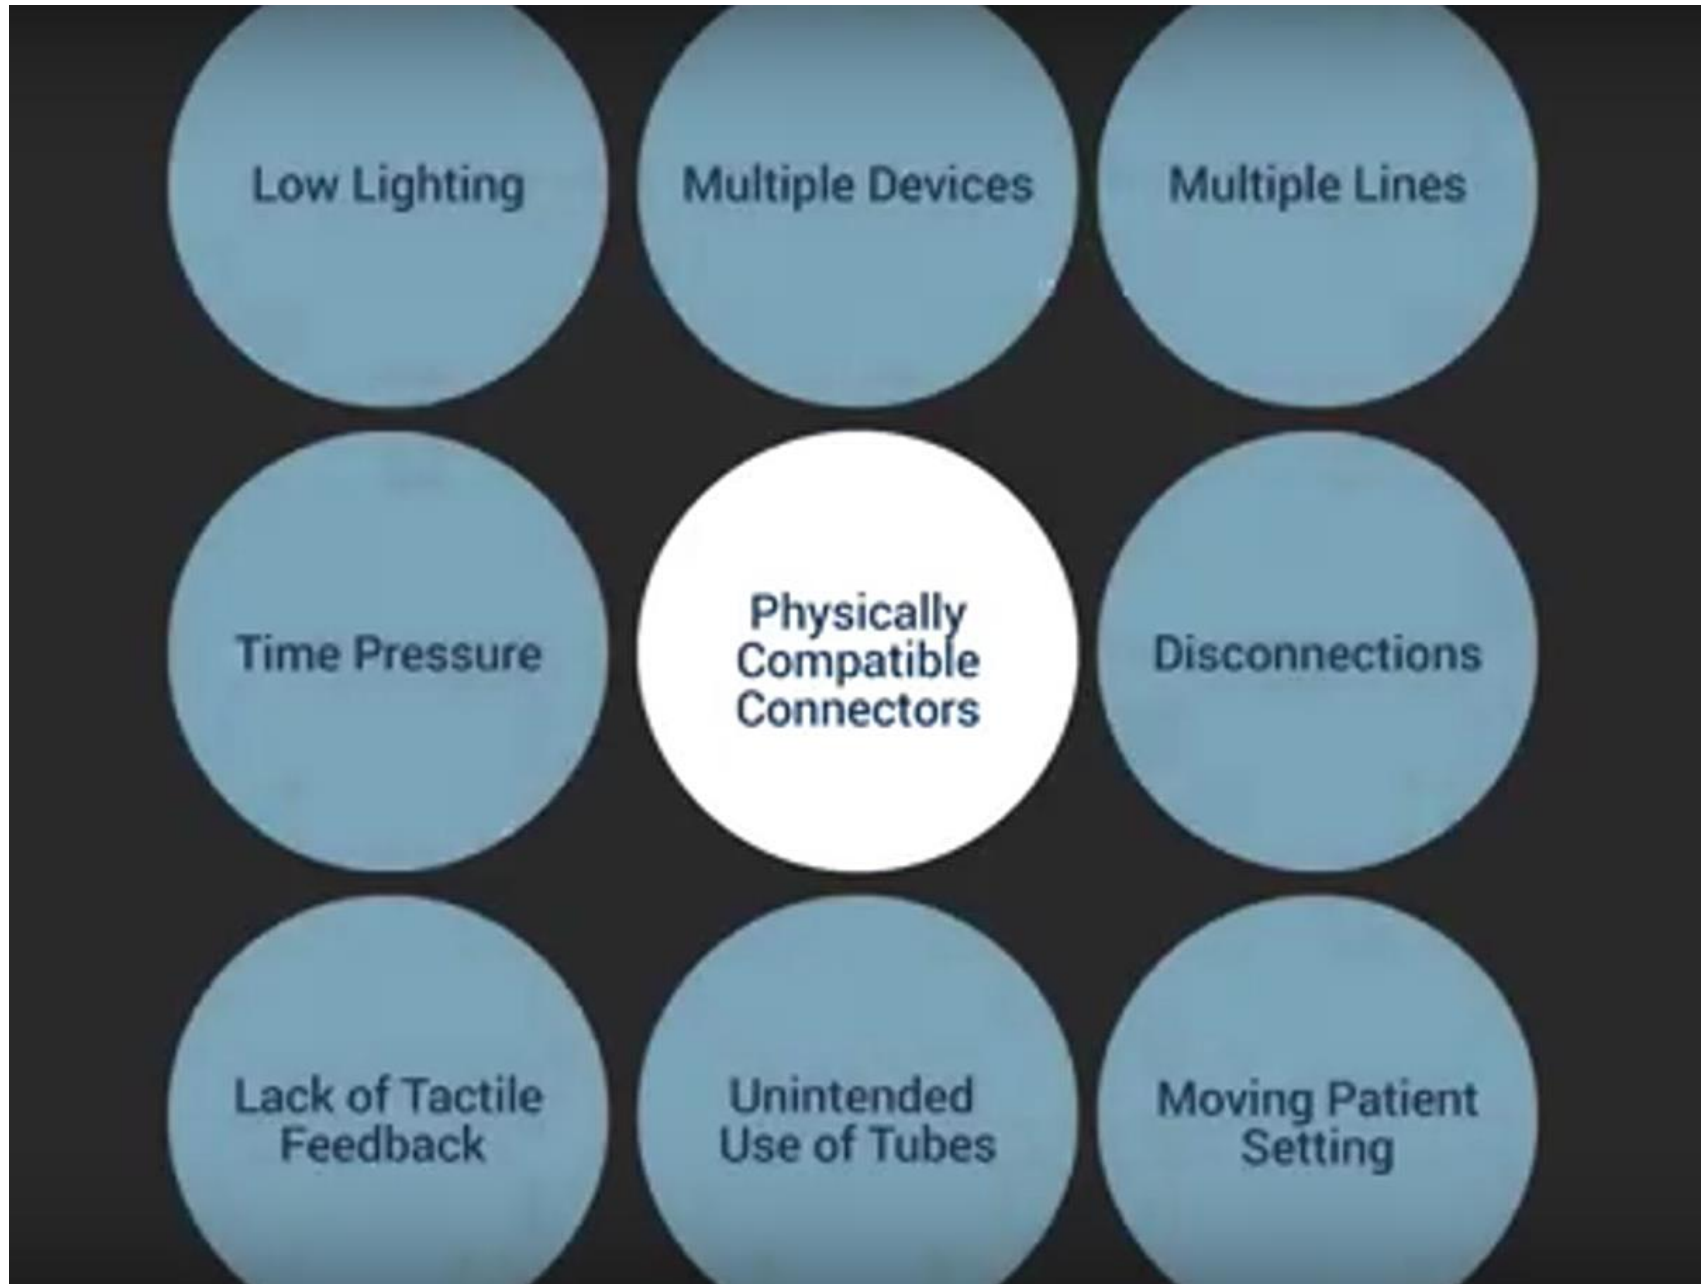 Low Lighting
Multiple Devices
Multiple Lines
Time Pressure
Physically
Compatible
Connectors
Disconnections
Lack of Tactile
Feedback
Unintended
Use of Tubes
Moving Patient
Setting